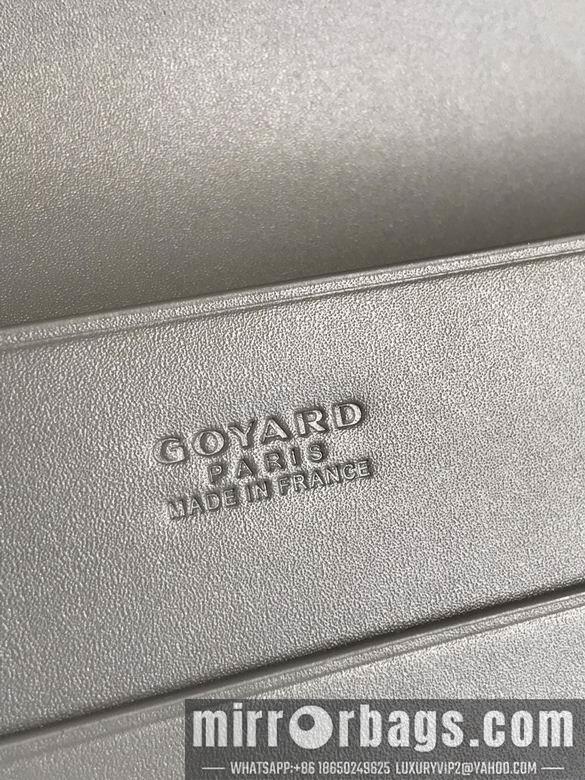 GOYARD
PARIS
MADE IN FRANCE
mirrorbags.com
WHATSAPP:+86 18650249625 LUXURYVIP2@YAHOO.COM